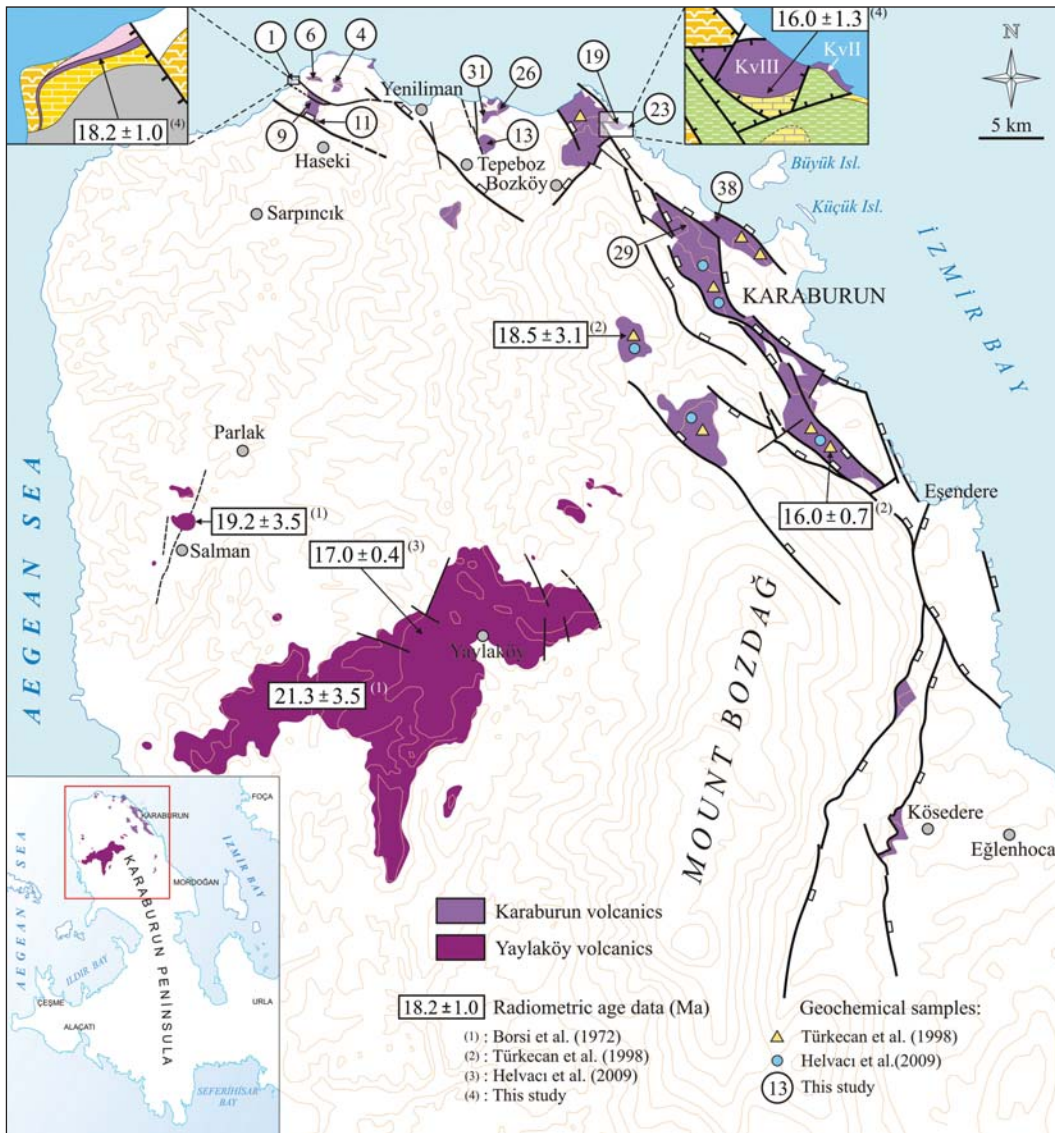 16.0 ± 1.3 (4)
KvII
KvIII
18.2 ± 1.0 (4)
1
6
4
9
11
31
26
13
19
23
N
5 km
Yeniliman
Haseki
Tepeboz
Bozköy
Sarpıncık
Büyük Isl.
Küçük Isl.
38
29
KARABURUN
İZMİR BAY
18.5 ± 3.1 (2)
Parlak
AEGEAN SEA
19.2 ± 3.5 (1)
Salman
17.0 ± 0.4 (3)
16.0 ± 0.7 (2)
Eşendere
Yaylaköy
21.3 ± 3.5 (1)
MOUNT BOZDAĞ
Kösedere
Eğlenhoca
AEGEAN SEA
KARABURUN
FOÇA
İZMİR BAY
MORDOĞAN
KARABURUN PENİNSULA
ILDIR BAY
ÇEŞME
ALAÇATI
URLA
SEFERİHİSAR
BAY
Karaburun volcanics
Yaylaköy volcanics
18.2 ± 1.0 Radiometric age data (Ma)
(1) : Borsi et al. (1972)
(2) : Türkecan et al. (1998)
(3) : Helvacı et al. (2009)
(4) : This study
Geochemical samples:
Türkecan et al. (1998)
Helvacı et al.(2009)
13 This study